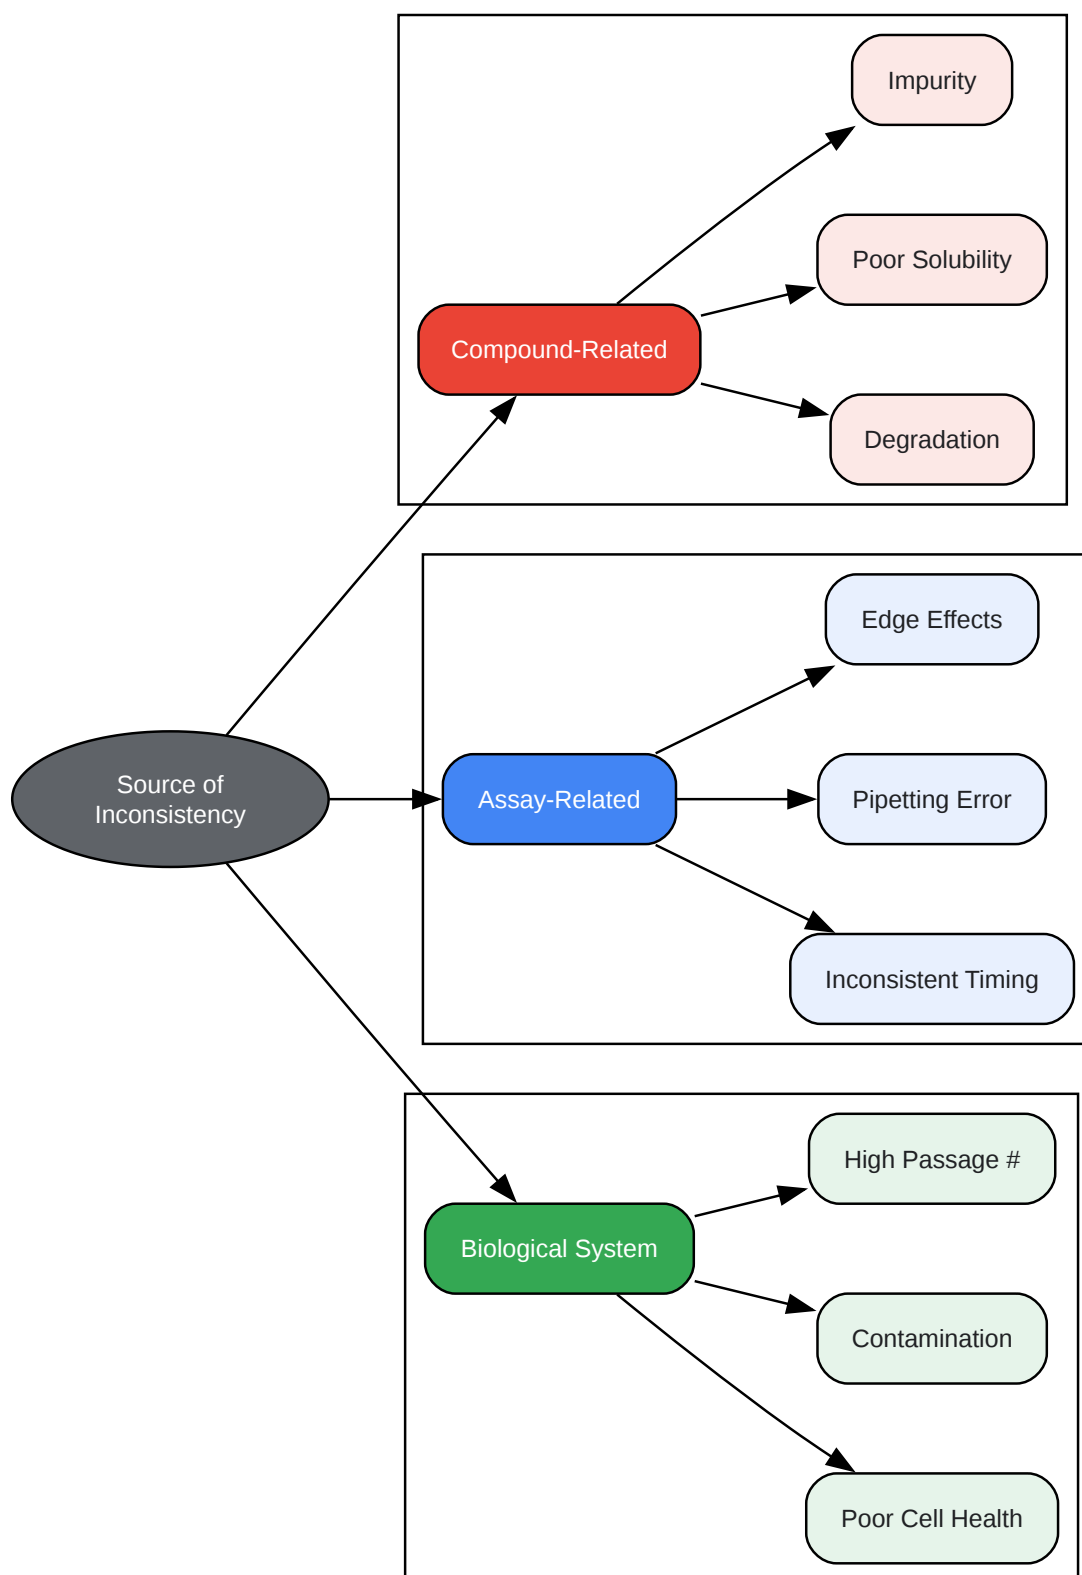 Source of
Inconsistency
Compound-Related
Impurity
Poor Solubility
Degradation
Assay-Related
Edge Effects
Pipetting Error
Inconsistent Timing
Biological System
High Passage #
Contamination
Poor Cell Health